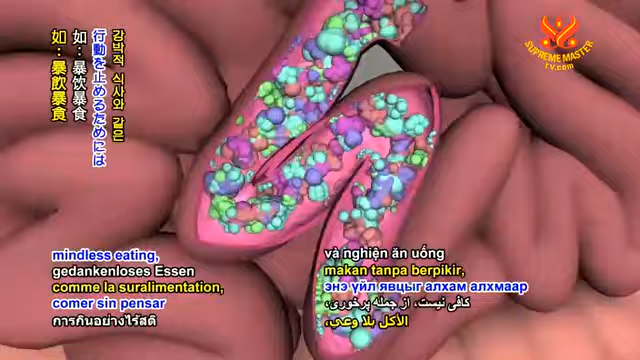 감박적 식사와 같은
行動を止めるためには
如：暴饮暴食
如：暴飲暴食
SUPREME MASTER
TV.com
mindless eating,
gedankenloses Essen
comme la suralimentation,
comer sin pensar
การกินอย่างไร้สติ
và nghiện ăn uống
makan tanpa berpikir,
энэ үйл явцыг алхам алхмаар
کافی نیست، از جمله پرخوری،
الأكل بلا وعي،